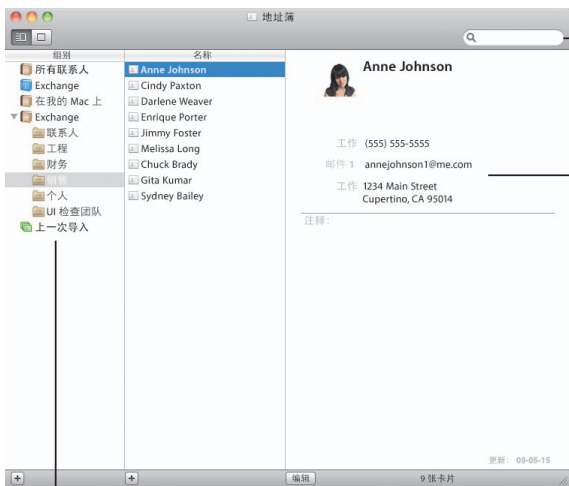 地址簿
组别
名称
所有联系人
Exchange
在我的 Mac 上
Exchange
联系人
工程
财务
销售
个人
UI 检查团队
上一次导入
Anne Johnson
Cindy Paxton
Darlene Weaver
Enrique Porter
Jimmy Foster
Melissa Long
Chuck Brady
Gita Kumar
Sydney Bailey
Anne Johnson
工作 (555) 555-5555
邮件 1 annejohnson1@me.com
工作 1234 Main Street
Cupertino, CA 95014
注释：
更新： 09-05-15
编辑
9 张卡片